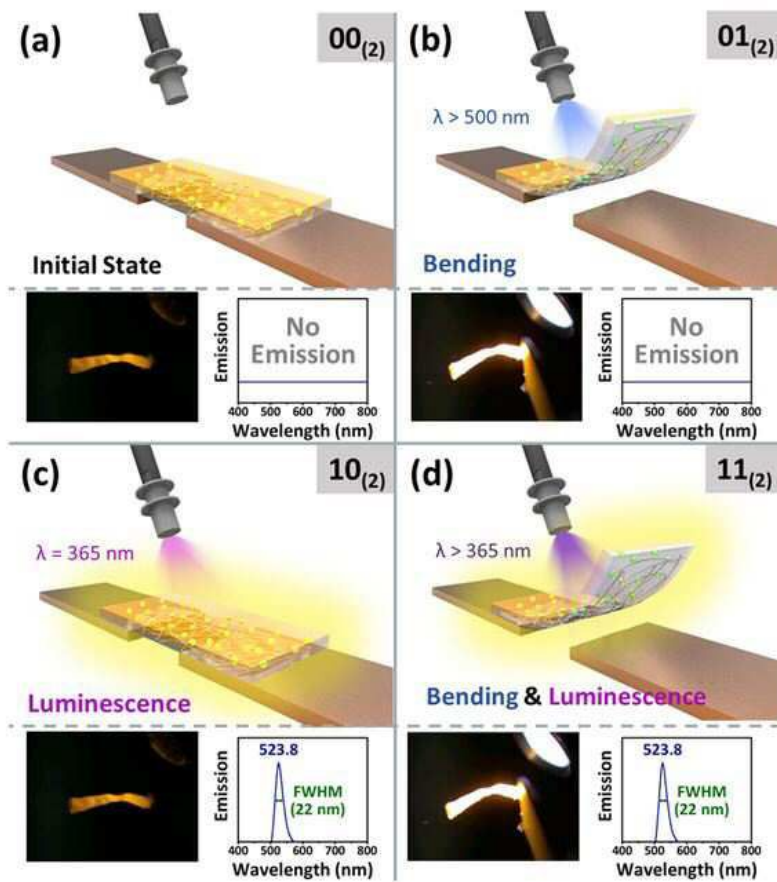 (a)
00(2)
Initial State
No
Emission
Emission
400 500 600 700 800
Wavelength (nm)
(b)
01(2)
λ > 500 nm
Bending
No
Emission
Emission
400 500 600 700 800
Wavelength (nm)
(c)
10(2)
λ = 365 nm
Luminescence
523.8
FWHM
(22 nm)
Emission
400 500 600 700 800
Wavelength (nm)
(d)
11(2)
λ > 365 nm
Bending & Luminescence
523.8
FWHM
(22 nm)
Emission
400 500 600 700 800
Wavelength (nm)